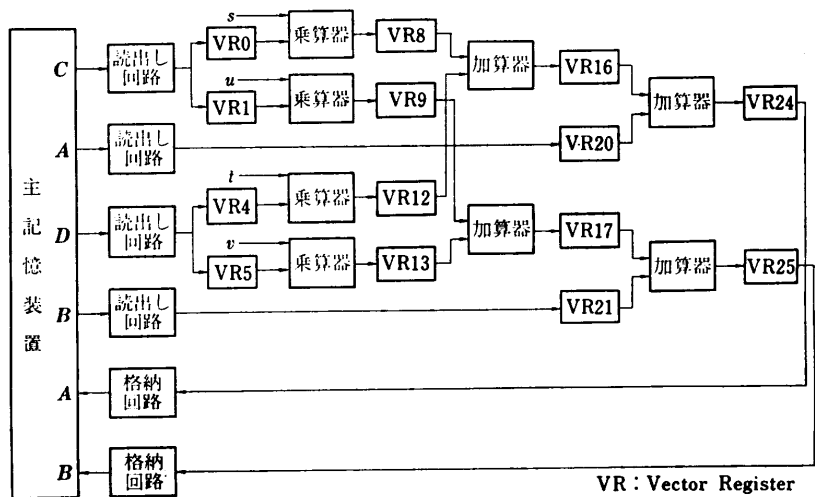 主記憶装置
C
読出し
回路
s
VR0
乗算器
VR8
u
VR1
乗算器
VR9
加算器
VR16
加算器
VR24
A
読出し
回路
VR20
D
読出し
回路
t
VR4
乗算器
VR12
v
VR5
乗算器
VR13
加算器
VR17
加算器
VR25
B
読出し
回路
VR21
A
格納
回路
B
格納
回路
VR：Vector Register